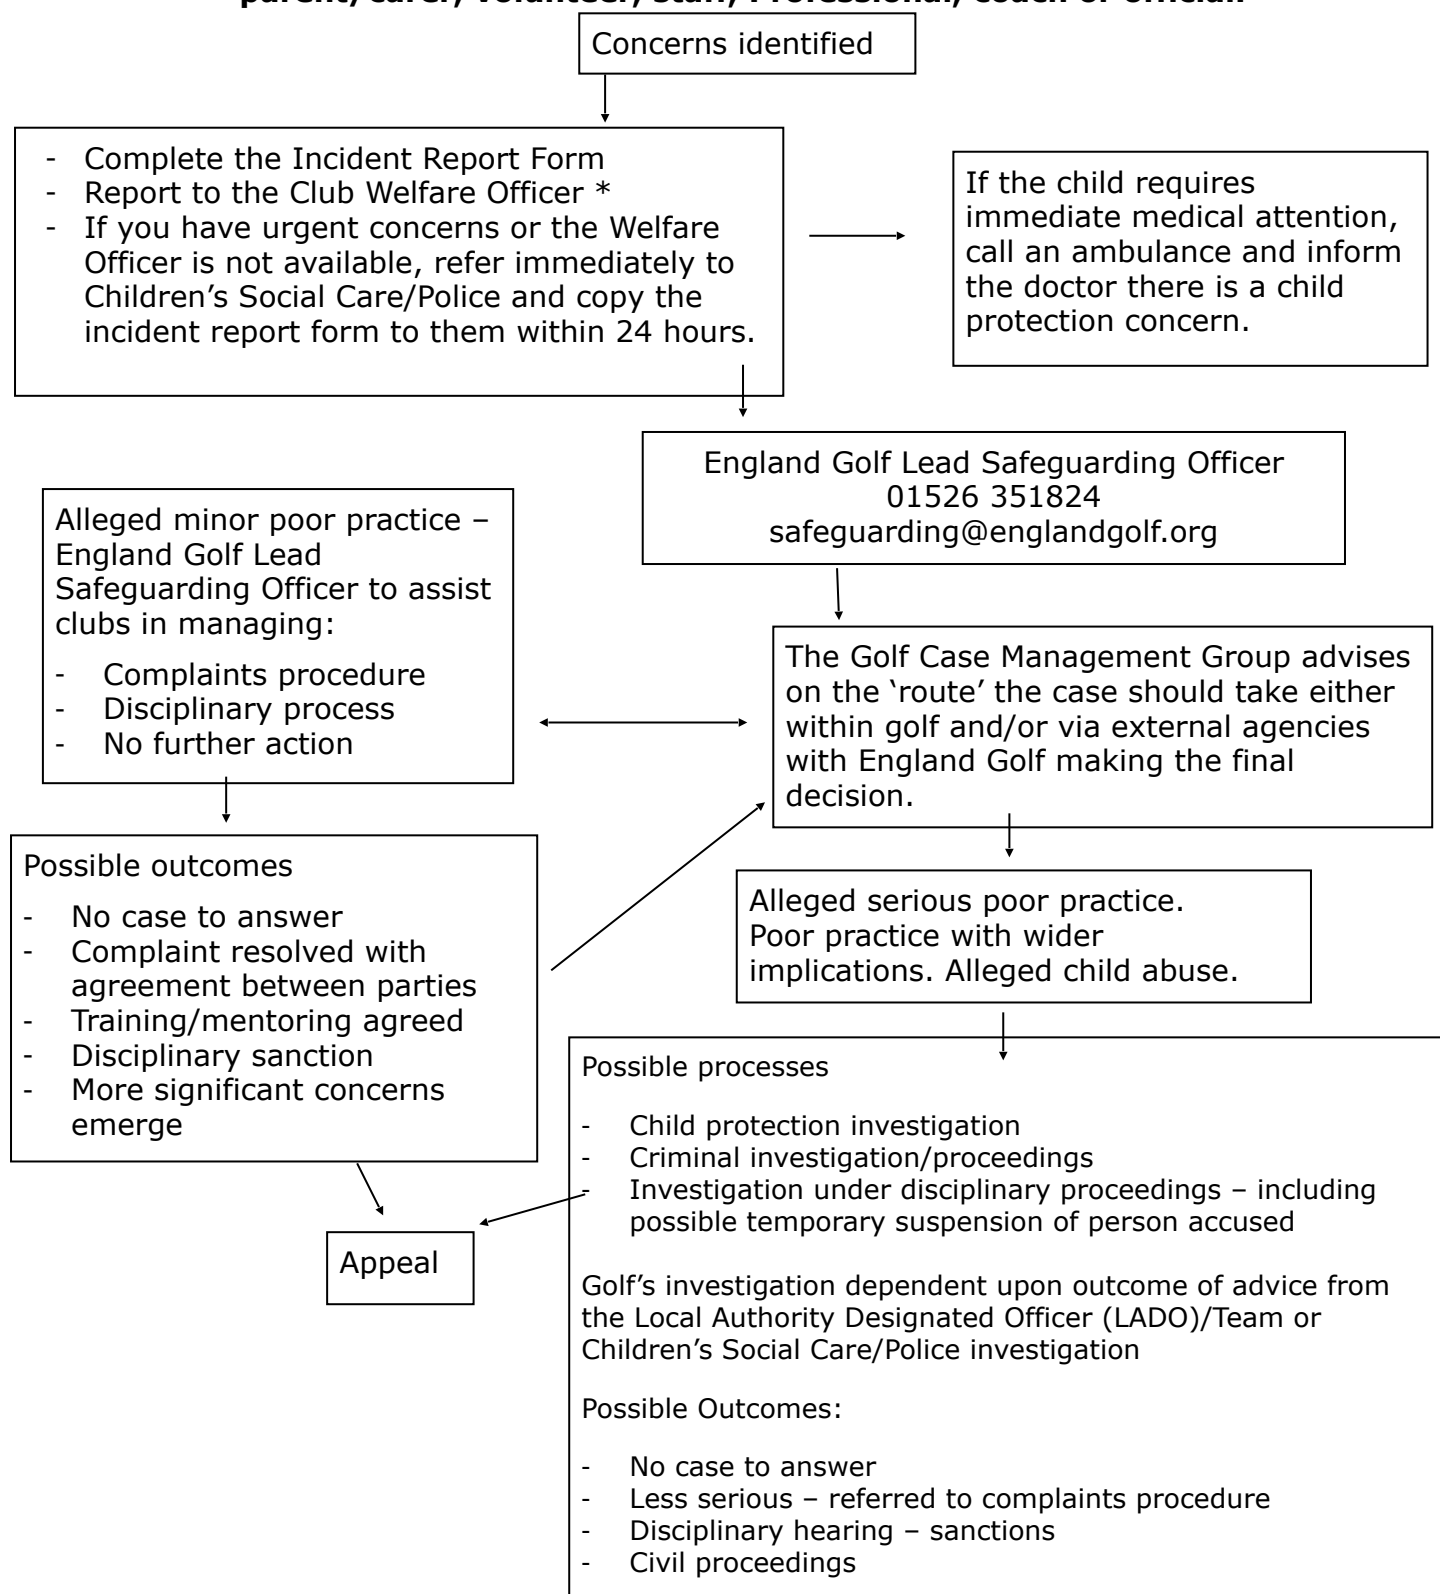 parent/carer, volunteer, staff, Professional, coach or official.
Concerns identified
- Complete the Incident Report Form
- Report to the Club Welfare Officer *
- If you have urgent concerns or the Welfare
Officer is not available, refer immediately to
Children’s Social Care/Police and copy the
incident report form to them within 24 hours.
If the child requires
immediate medical attention,
call an ambulance and inform
the doctor there is a child
protection concern.
England Golf Lead Safeguarding Officer
01526 351824
safeguarding@englandgolf.org
Alleged minor poor practice –
England Golf Lead
Safeguarding Officer to assist
clubs in managing:
- Complaints procedure
- Disciplinary process
- No further action
The Golf Case Management Group advises
on the ‘route’ the case should take either
within golf and/or via external agencies
with England Golf making the final
decision.
Possible outcomes
- No case to answer
- Complaint resolved with
agreement between parties
- Training/mentoring agreed
- Disciplinary sanction
- More significant concerns
emerge
Alleged serious poor practice.
Poor practice with wider
implications. Alleged child abuse.
Possible processes
- Child protection investigation
- Criminal investigation/proceedings
- Investigation under disciplinary proceedings – including
possible temporary suspension of person accused
Golf’s investigation dependent upon outcome of advice from
the Local Authority Designated Officer (LADO)/Team or
Children’s Social Care/Police investigation
Possible Outcomes:
- No case to answer
- Less serious – referred to complaints procedure
- Disciplinary hearing – sanctions
- Civil proceedings
Appeal